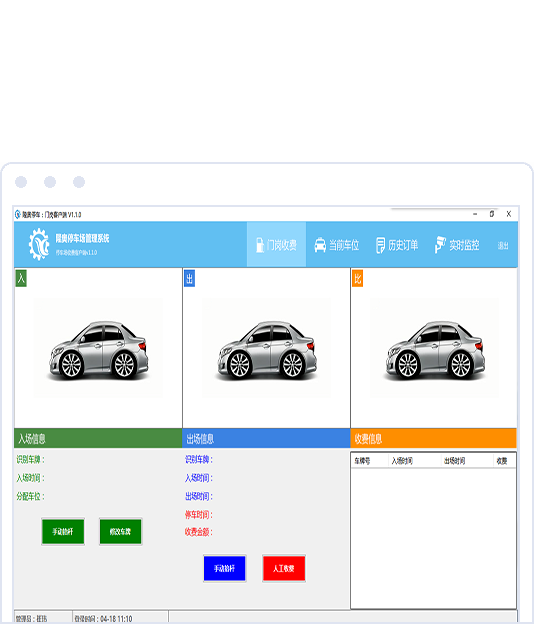 隆奥停车：门岗客户端 V1.1.0
隆奥停车场管理系统
停车场收费客户端v1.1.0
门岗收费 当前车位 历史订单 实时监控 退出
入 出 比
入场信息 出场信息 收费信息
识别车牌： 识别车牌： 车牌号 入场时间 出场时间 收费
入场时间： 入场时间：
分配车位： 出场时间：
停车时间：
收费金额：
手动抬杆 修改车牌
手动抬杆 人工收费
管理员： 登录时间：04-18 11:10